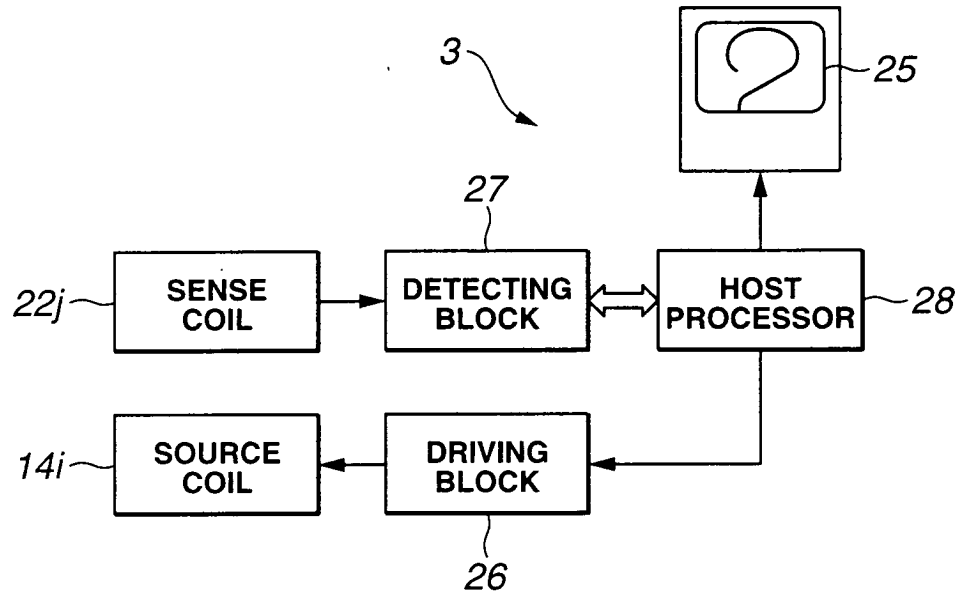 3
25
27
22j
SENSE
COIL
DETECTING
BLOCK
HOST
PROCESSOR
28
14i
SOURCE
COIL
DRIVING
BLOCK
26